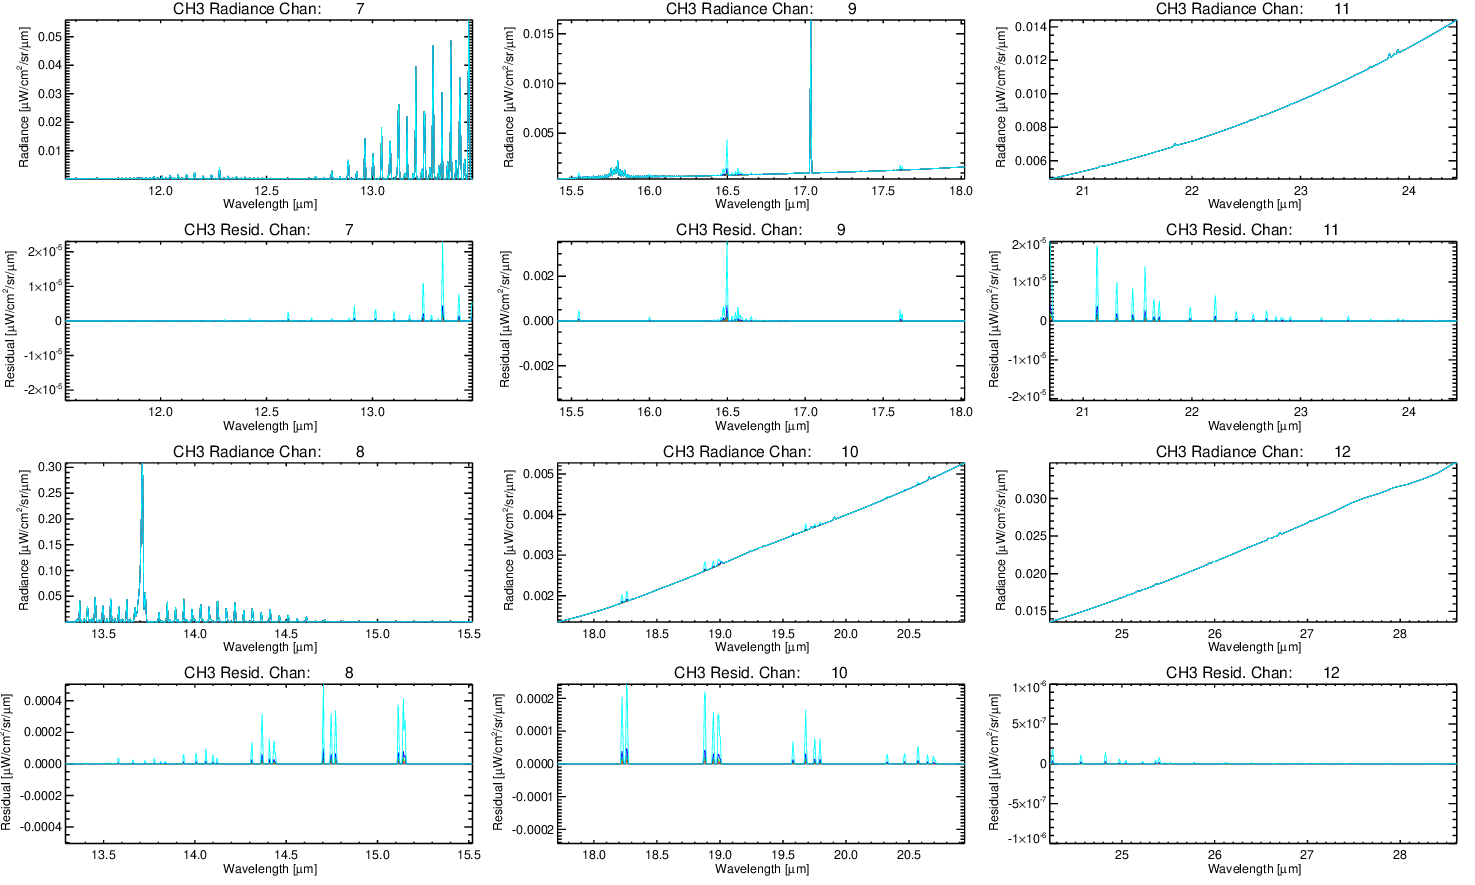 CH3 Radiance Chan: 7
Radiance [µW/cm2/sr/µm]
0.05
0.04
0.03
0.02
0.01
12.0 12.5 13.0
Wavelength [µm]
CH3 Radiance Chan: 9
Radiance [µW/cm2/sr/µm]
0.015
0.010
0.005
15.5 16.0 16.5 17.0 17.5 18.0
Wavelength [µm]
CH3 Radiance Chan: 11
Radiance [µW/cm2/sr/µm]
0.014
0.012
0.010
0.008
0.006
21 22 23 24
Wavelength [µm]
CH3 Resid. Chan: 7
Residual [µW/cm2/sr/µm]
2×10-5
1×10-5
0
-1×10-5
-2×10-5
12.0 12.5 13.0
Wavelength [µm]
CH3 Resid. Chan: 9
Residual [µW/cm2/sr/µm]
0.002
0.000
-0.002
15.5 16.0 16.5 17.0 17.5 18.0
Wavelength [µm]
CH3 Resid. Chan: 11
Residual [µW/cm2/sr/µm]
2×10-5
1×10-5
0
-1×10-5
-2×10-5
21 22 23 24
Wavelength [µm]
CH3 Radiance Chan: 8
Radiance [µW/cm2/sr/µm]
0.30
0.25
0.20
0.15
0.10
0.05
13.5 14.0 14.5 15.0 15.5
Wavelength [µm]
CH3 Radiance Chan: 10
Radiance [µW/cm2/sr/µm]
0.005
0.004
0.003
0.002
18.0 18.5 19.0 19.5 20.0 20.5
Wavelength [µm]
CH3 Radiance Chan: 12
Radiance [µW/cm2/sr/µm]
0.030
0.025
0.020
0.015
25 26 27 28
Wavelength [µm]
CH3 Resid. Chan: 8
Residual [µW/cm2/sr/µm]
0.0004
0.0002
0.0000
-0.0002
-0.0004
13.5 14.0 14.5 15.0 15.5
Wavelength [µm]
CH3 Resid. Chan: 10
Residual [µW/cm2/sr/µm]
0.0002
0.0001
0.0000
-0.0001
-0.0002
18.0 18.5 19.0 19.5 20.0 20.5
Wavelength [µm]
CH3 Resid. Chan: 12
Residual [µW/cm2/sr/µm]
1×10-6
5×10-7
0
-5×10-7
-1×10-6
25 26 27 28
Wavelength [µm]